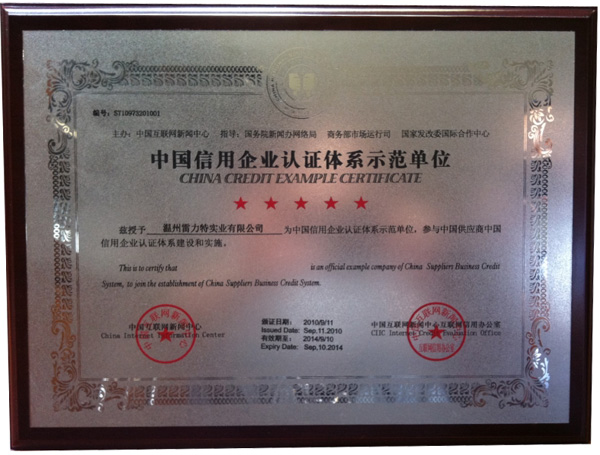 编号：5710973201001
主办：中国互联网新闻中心 指导：国务院新闻办网络局 商务部市场运行司 国家发改委国际合作中心
中国信用企业认证体系示范单位
CHINA CREDIT EXAMPLE CERTIFICATE
兹授予 温州雷力特实业有限公司 为中国信用企业认证体系示范单位，参与中国供应商中国
信用企业认证体系建设和实施。
This is to certify that is an official example company of China Suppliers Business Credit
System, to join the establishment of China Suppliers Business Credit System.
中国互联网新闻中心
China Internet Information Center
颁证日期： 2010/9/11
Issued Date: Sep,11,2010
有效期至： 2014/9/10
Expiry Date: Sep,10,2014
中国互联网新闻中心互联网信用办公室
CIIC Internet Credit Evaluation Office